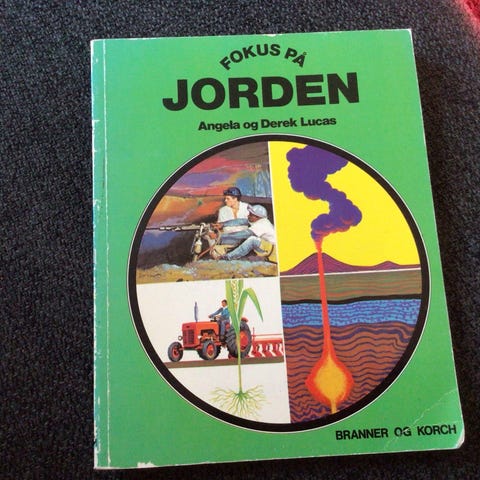 FOKUS PÅ
JORDEN
Angela og Derek Lucas
BRANNER OG KORCH